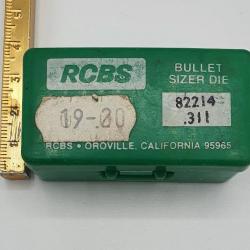 RCBS
BULLET
SIZER DIE
82214
.311
19-00
RCBS • OROVILLE, CALIFORNIA 95965